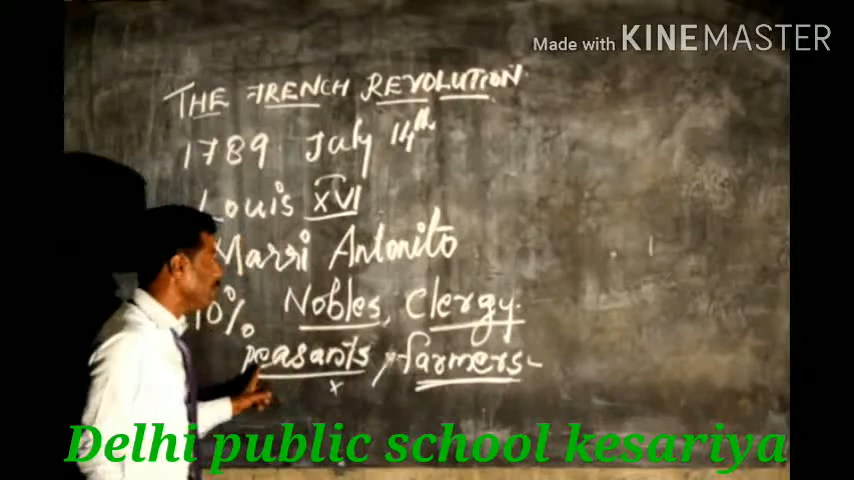 Made with KINEMASTER
THE FRENCH REVOLUTION
1789 July 14th
Louis XVI
Marri Antonito
10% Nobles, Clergy.
peasants, farmers
x
Delhi public school kesariya